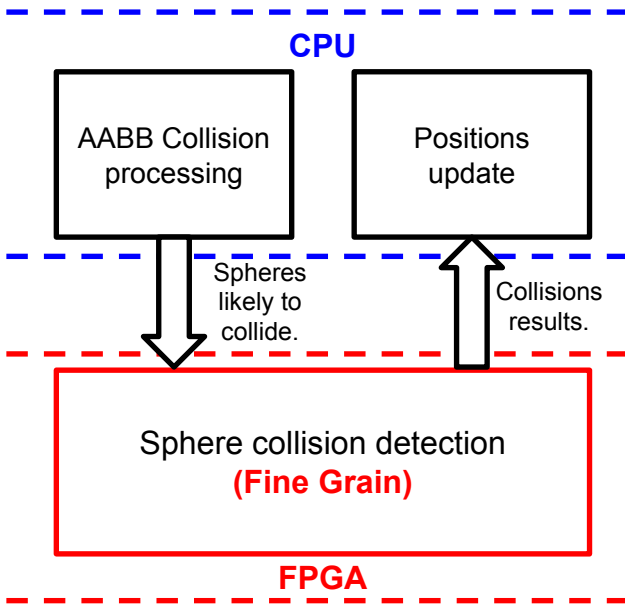 CPU
AABB Collision
processing
Positions
update
Spheres
likely to
collide.
Collisions
results.
Sphere collision detection
(Fine Grain)
FPGA